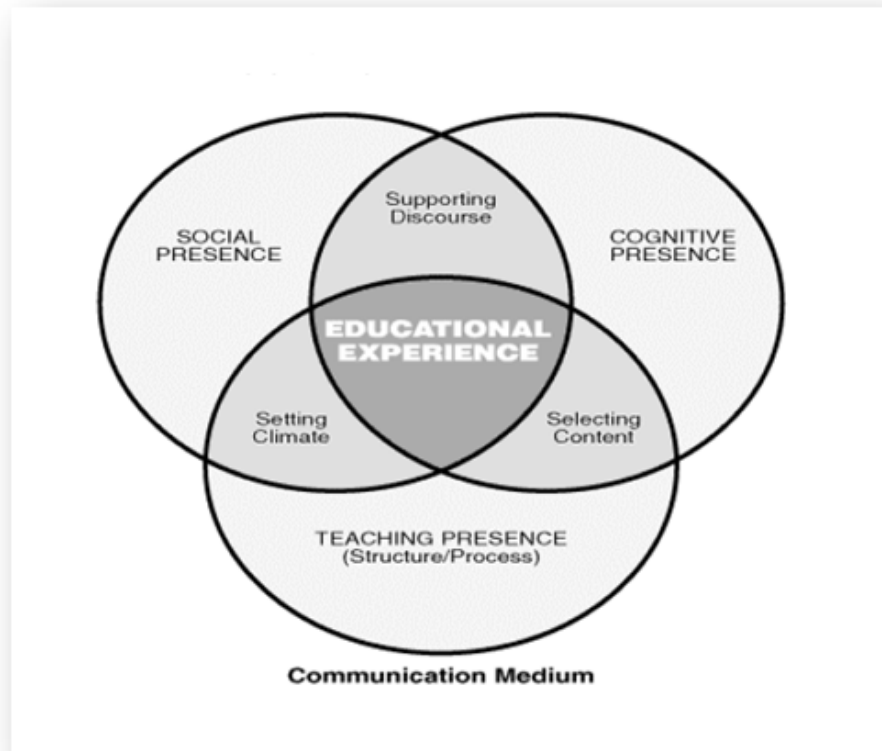 Supporting
Discourse
SOCIAL
PRESENCE
COGNITIVE
PRESENCE
EDUCATIONAL
EXPERIENCE
Setting
Climate
Selecting
Content
TEACHING PRESENCE
(Structure/Process)
Communication Medium